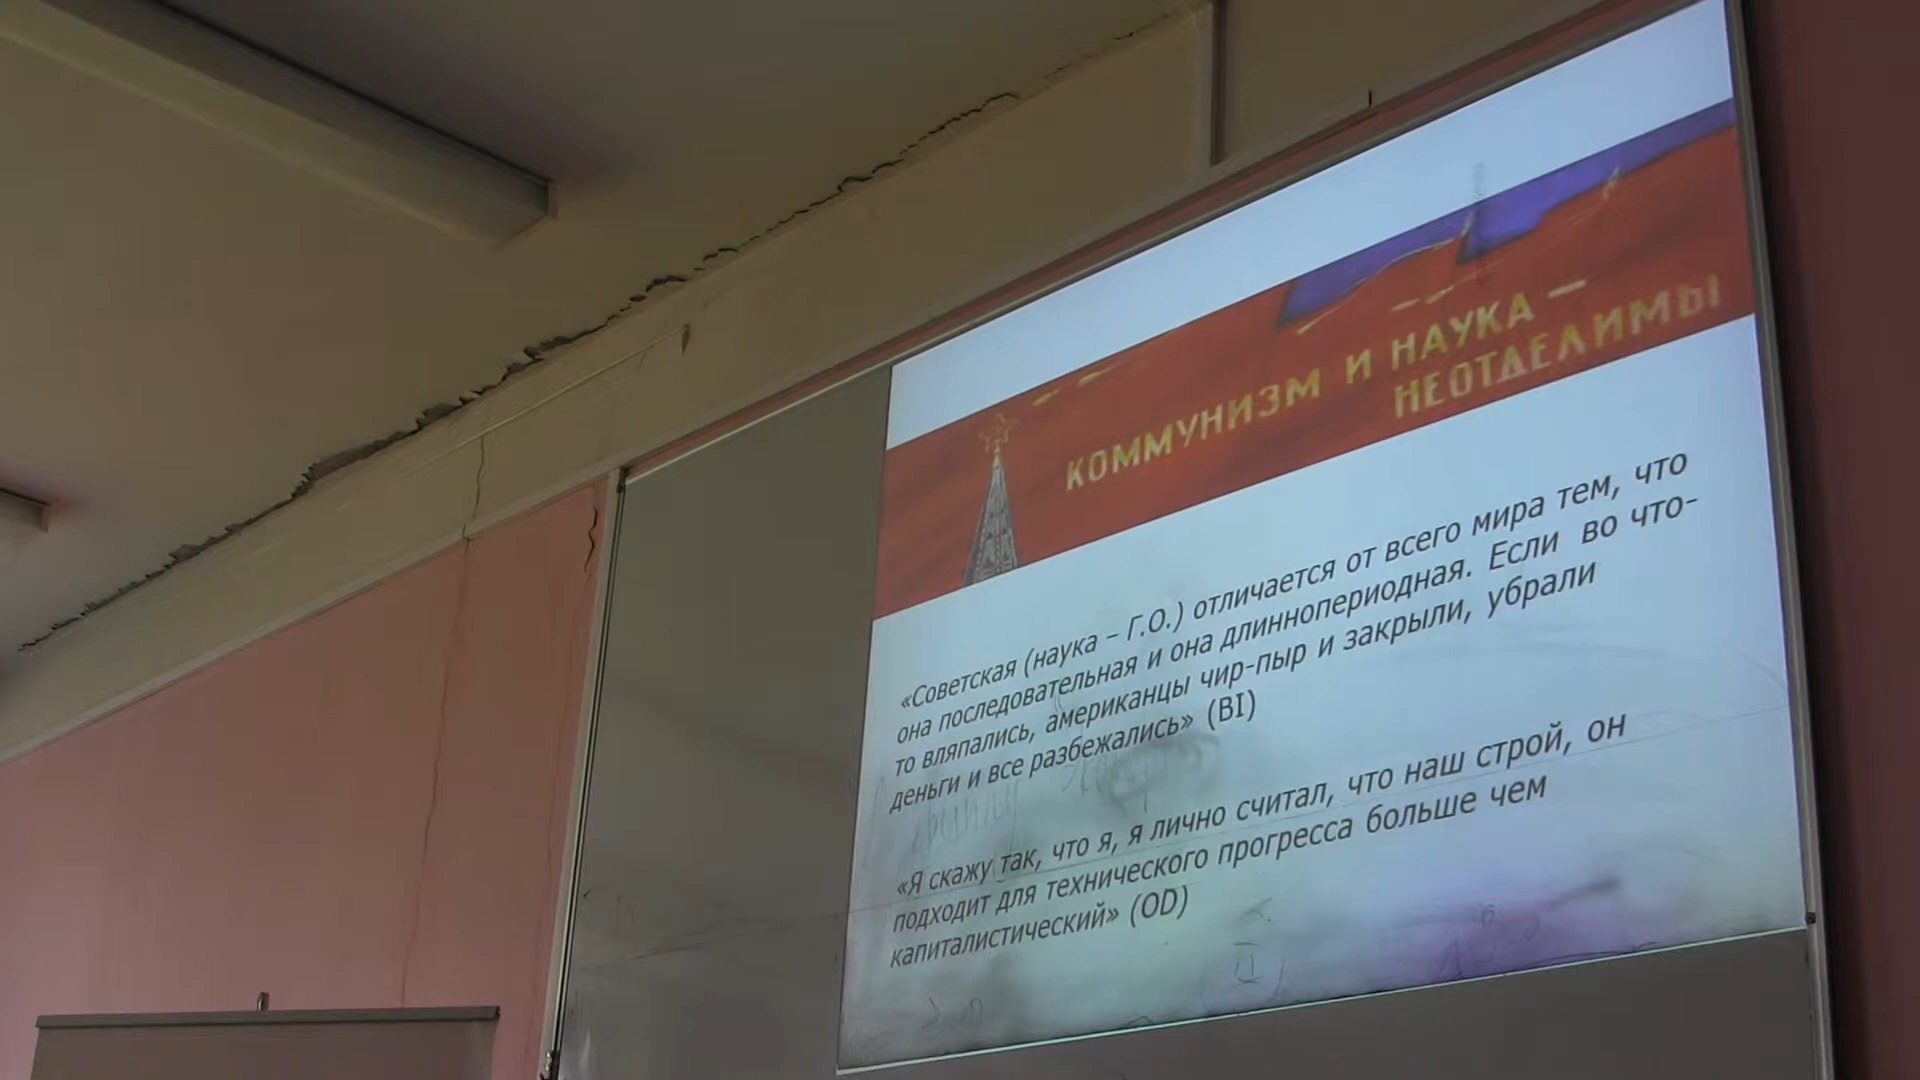 КОММУНИЗМ И НАУКА –
НЕОТДЕЛИМЫ
«Советская (наука – Г.О.) отличается от всего мира тем, что
она последовательная и она длиннопериодная. Если во что-
то вляпались, американцы чир-пыр и закрыли, убрали
деньги и все разбежались» (BI)
«Я скажу так, что я, я лично считал, что наш строй, он
подходит для технического прогресса больше чем
капиталистический» (OD)